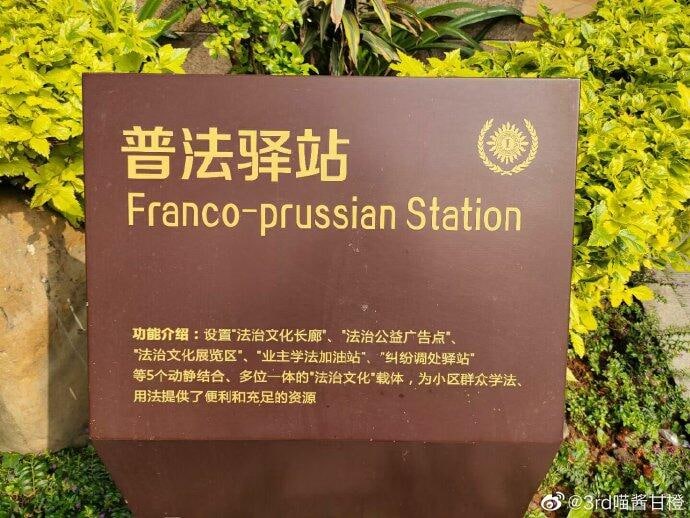 普法驿站
Franco-prussian Station
功能介绍：设置"法治文化长廊"、"法治公益广告点"、
"法治文化展览区"、"业主学法加油站"、"纠纷调处驿站"
等5个动静结合、多位一体的"法治文化"载体，为小区群众学法、
用法提供了便利和充足的资源
@3rd喵酱甘橙